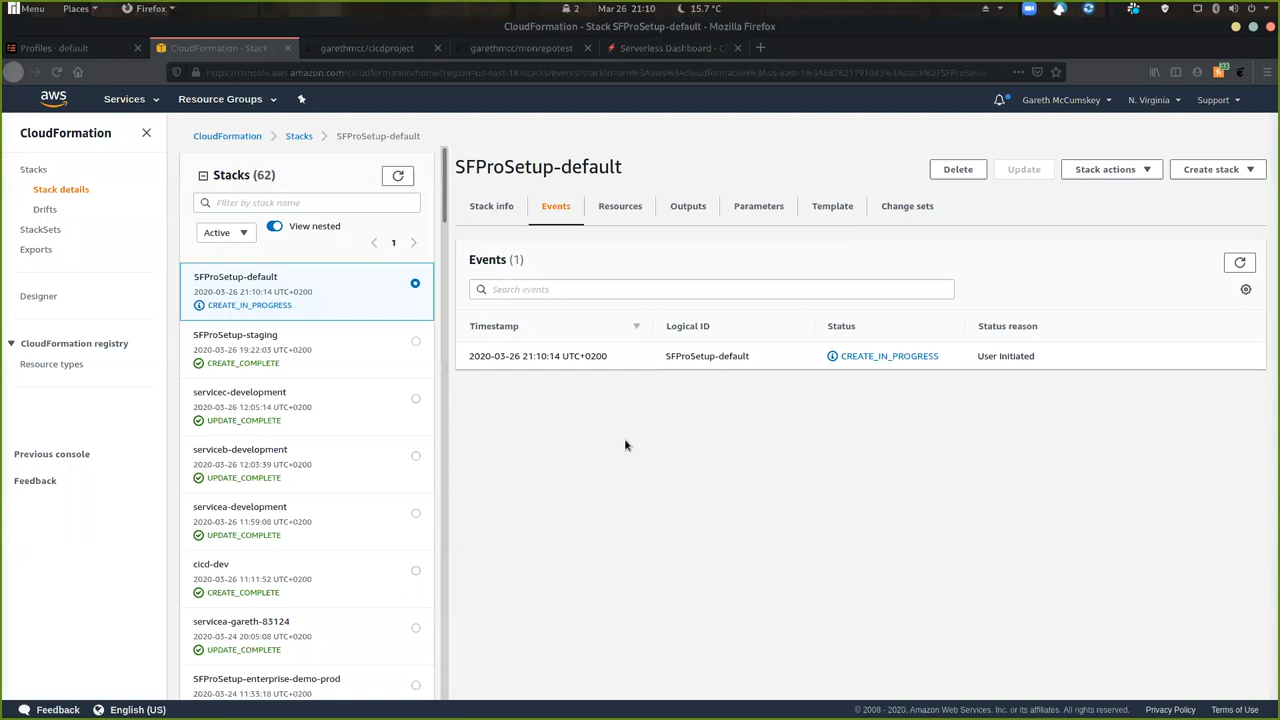 Menu Places Firefox 2 Mar 26 21:10 15.7 °C
CloudFormation - Stack SFProSetup-default - Mozilla Firefox
Profiles · default
CloudFormation - Stack
garethmcc/cicdproject
garethmcc/monrepotest
Serverless Dashboard - C
aws Services Resource Groups Gareth McCumskey N. Virginia Support
CloudFormation
Stacks
Stack details
Drifts
StackSets
Exports
Designer
CloudFormation registry
Resource types
Previous console
Feedback
CloudFormation > Stacks > SFProSetup-default
Stacks (62)
Filter by stack name
Active
View nested
1
SFProSetup-default
2020-03-26 21:10:14 UTC+0200
CREATE_IN_PROGRESS
SFProSetup-staging
2020-03-26 19:22:03 UTC+0200
CREATE_COMPLETE
servicec-development
2020-03-26 12:05:14 UTC+0200
UPDATE_COMPLETE
serviceb-development
2020-03-26 12:03:39 UTC+0200
UPDATE_COMPLETE
servicea-development
2020-03-26 11:59:08 UTC+0200
UPDATE_COMPLETE
cicd-dev
2020-03-26 11:11:52 UTC+0200
CREATE_COMPLETE
servicea-gareth-83124
2020-03-24 20:05:08 UTC+0200
UPDATE_COMPLETE
SFProSetup-enterprise-demo-prod
2020-03-24 11:33:18 UTC+0200
SFProSetup-default
Delete Update Stack actions Create stack
Stack info Events Resources Outputs Parameters Template Change sets
Events (1)
Search events
Timestamp Logical ID Status Status reason
2020-03-26 21:10:14 UTC+0200 SFProSetup-default CREATE_IN_PROGRESS User Initiated
Feedback English (US) © 2008 - 2020, Amazon Web Services, Inc. or its affiliates. All rights reserved. Privacy Policy Terms of Use